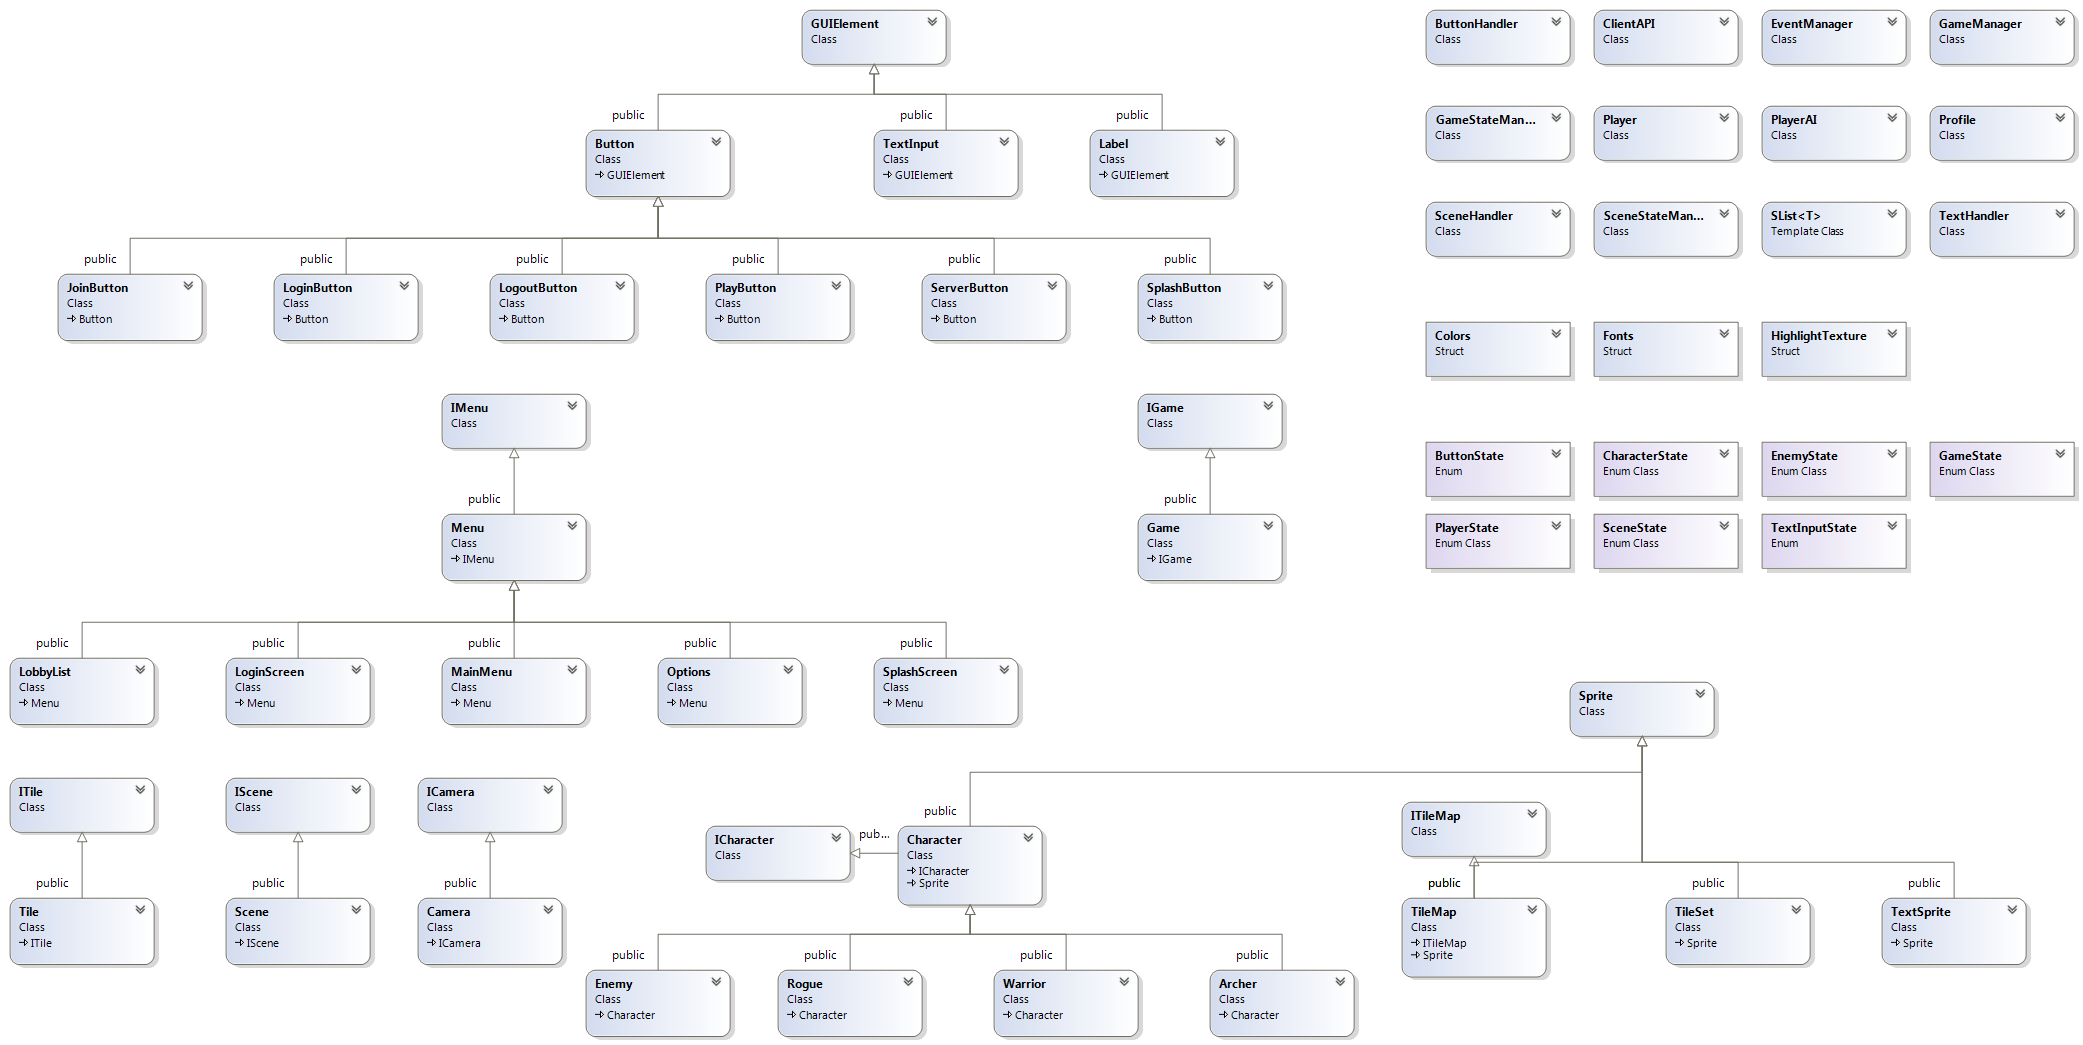 GUIElement
Class
public
public
public
Button
Class
GUIElement
TextInput
Class
GUIElement
Label
Class
GUIElement
public
public
public
public
public
public
JoinButton
Class
Button
LoginButton
Class
Button
LogoutButton
Class
Button
PlayButton
Class
Button
ServerButton
Class
Button
SplashButton
Class
Button
IMenu
Class
public
Menu
Class
IMenu
IGame
Class
public
Game
Class
IGame
public
public
public
public
public
LobbyList
Class
Menu
LoginScreen
Class
Menu
MainMenu
Class
Menu
Options
Class
Menu
SplashScreen
Class
Menu
ITile
Class
public
Tile
Class
ITile
IScene
Class
public
Scene
Class
IScene
ICamera
Class
public
Camera
Class
ICamera
ICharacter
Class
pub...
public
Character
Class
ICharacter
Sprite
public
public
public
public
Enemy
Class
Character
Rogue
Class
Character
Warrior
Class
Character
Archer
Class
Character
Sprite
Class
ITileMap
Class
public
public
public
TileMap
Class
ITileMap
Sprite
TileSet
Class
Sprite
TextSprite
Class
Sprite
ButtonHandler
Class
ClientAPI
Class
EventManager
Class
GameManager
Class
GameStateMan...
Class
Player
Class
PlayerAI
Class
Profile
Class
SceneHandler
Class
SceneStateMan...
Class
SList<T>
Template Class
TextHandler
Class
Colors
Struct
Fonts
Struct
HighlightTexture
Struct
ButtonState
Enum
CharacterState
Enum Class
EnemyState
Enum Class
GameState
Enum Class
PlayerState
Enum Class
SceneState
Enum Class
TextInputState
Enum